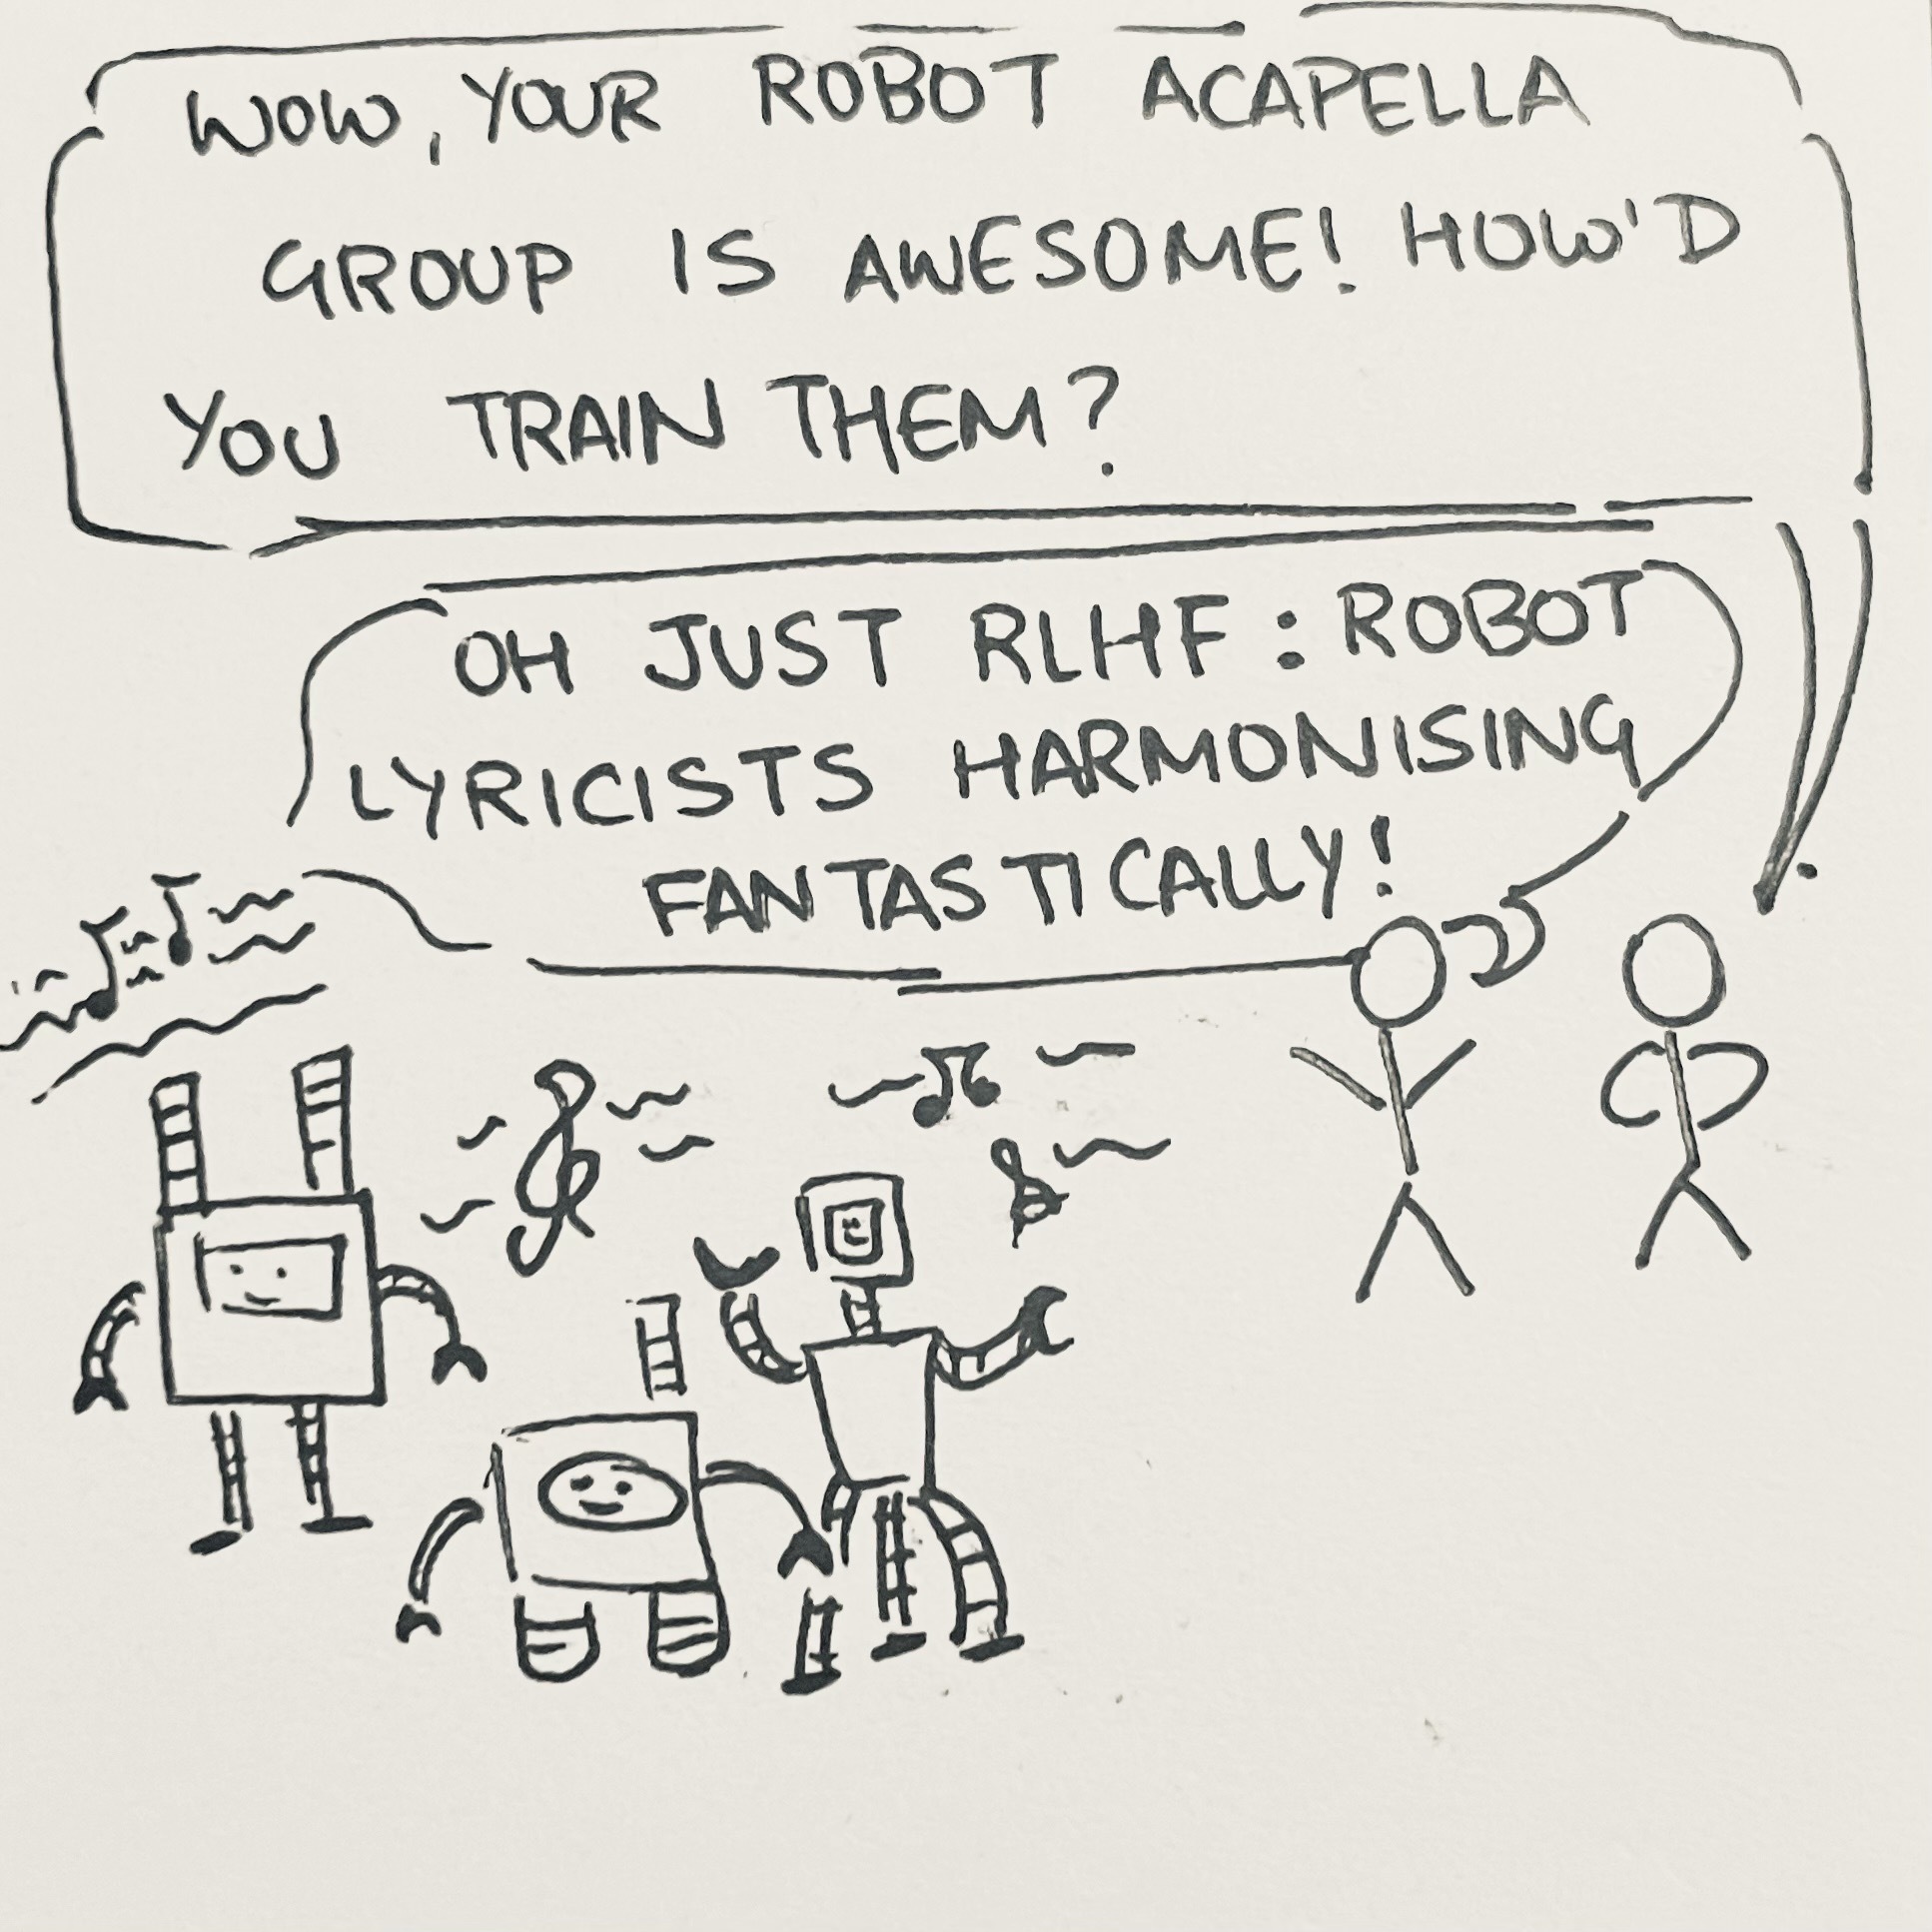 WOW, YOUR ROBOT ACAPELLA
GROUP IS AWESOME! HOW'D
YOU TRAIN THEM?
OH JUST RLHF: ROBOT
LYRICISTS HARMONISING
FANTASTICALLY!